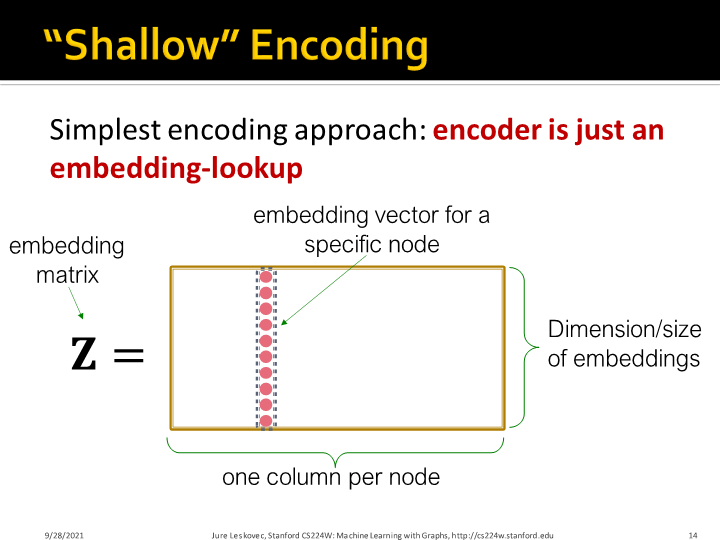 “Shallow” Encoding
Simplest encoding approach: encoder is just an
embedding-lookup
embedding vector for a
specific node
embedding
matrix
Z =
Dimension/size
of embeddings
one column per node
9/28/2021
Jure Leskovec, Stanford CS224W: Machine Learning with Graphs, http://cs224w.stanford.edu
14